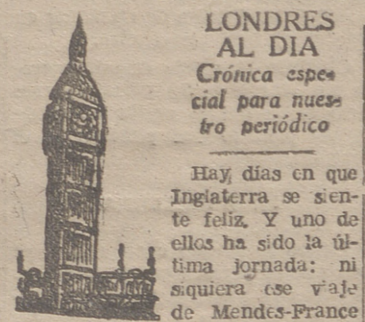 LONDRES
AL DIA
Crónica espe-
cial para nues-
tro periódico
Hay días en que
Inglaterra se sien-
te feliz. Y uno de
ellos ha sido la úl-
tima jornada: ni
siquiera ese viaje
de Mendes-France